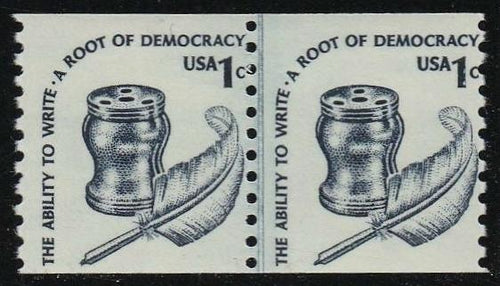 THE ABILITY TO WRITE · A ROOT OF DEMOCRACY
USA 1c
THE ABILITY TO WRITE · A ROOT OF DEMOCRACY
USA 1c